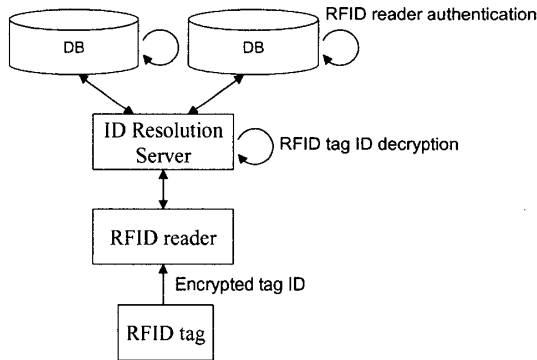 RFID reader authentication
DB
DB
ID Resolution
Server
RFID tag ID decryption
RFID reader
Encrypted tag ID
RFID tag